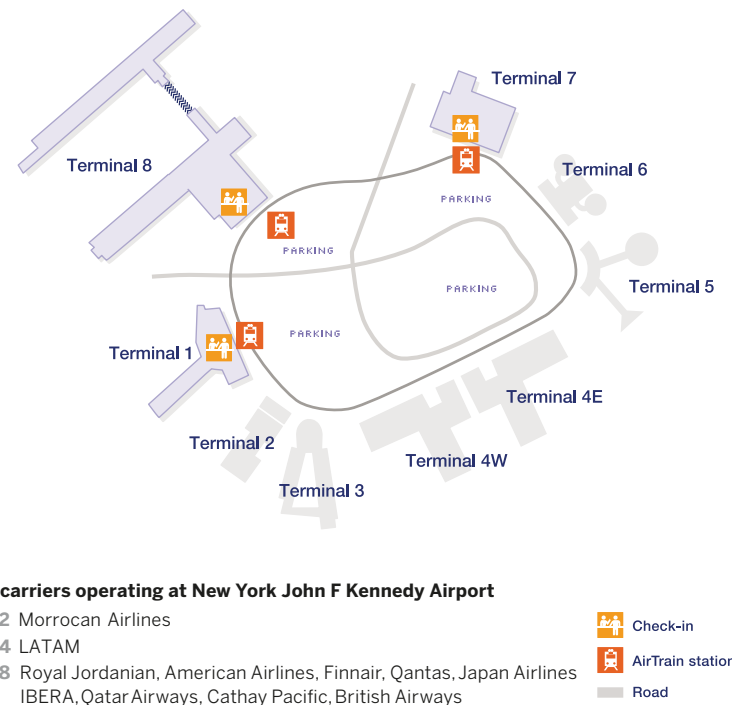 Terminal 7
Terminal 8
Terminal 6
PARKING
PARKING
Terminal 5
PARKING
PARKING
Terminal 1
Terminal 4E
Terminal 2
Terminal 4W
Terminal 3
carriers operating at New York John F Kennedy Airport
2 Morrocan Airlines
4 LATAM
8 Royal Jordanian, American Airlines, Finnair, Qantas, Japan Airlines
IBERA, Qatar Airways, Cathay Pacific, British Airways
Check-in
AirTrain station
Road